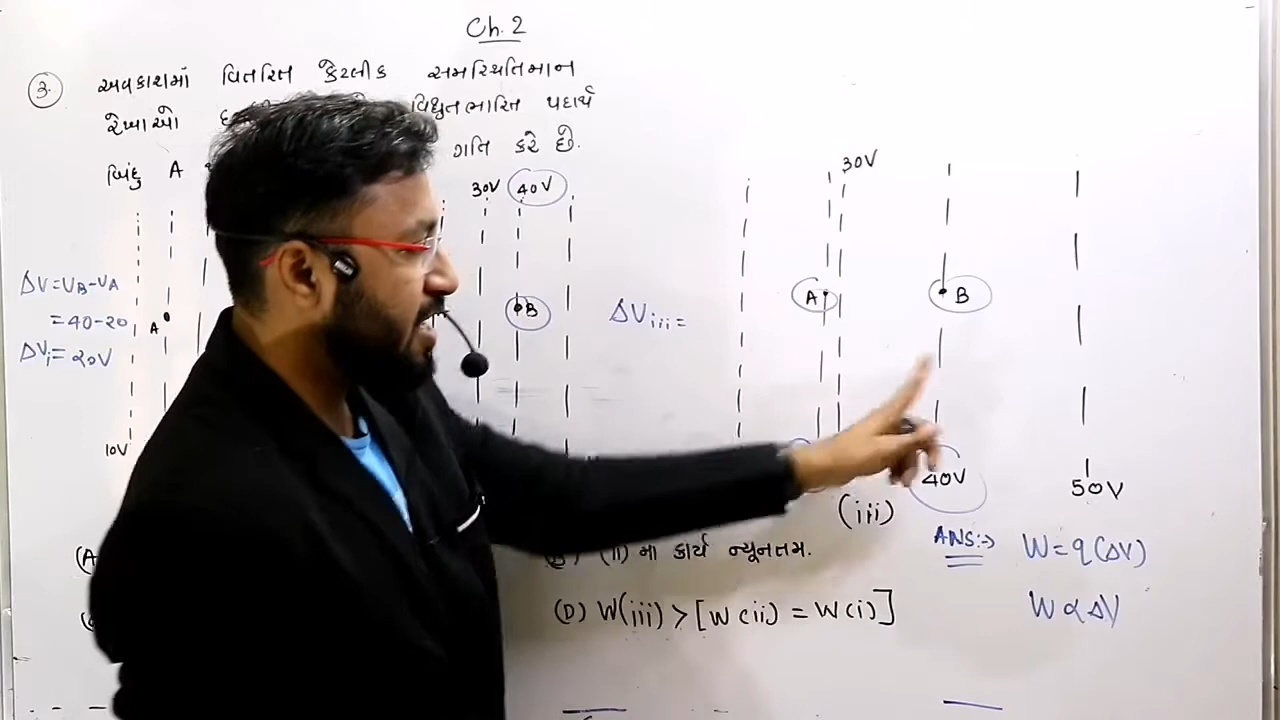 Ch. 2
3. અવકાશમાં વિતરિત કેટલીક સમસ્થિતિમાન
રેખાઓ વિધુતભારિત પદાર્થ
બિંદુ A ગતિ કરે છે.
30V 40V
30V
ΔV = VB - VA
= 40 - 20
ΔVi = 20V
A
B
ΔViii =
A
B
10V
40V
50V
(iii)
(A
(B) (ii) માં કાર્ય ન્યૂનતમ.
(D) W(iii) > [W(ii) = W(i)]
ANS:->
W = q(ΔV)
W ∝ ΔV